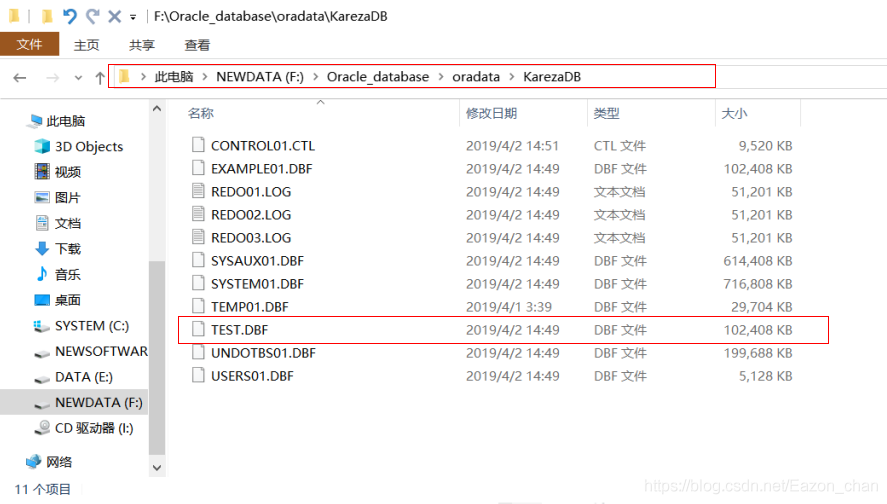 F:\Oracle_database\oradata\KarezaDB
文件 主页 共享 查看
此电脑 NEWDATA (F:) Oracle_database oradata KarezaDB
名称 修改日期 类型 大小
此电脑
3D Objects
视频
图片
文档
下载
音乐
桌面
SYSTEM (C:)
NEWSOFTWAR
DATA (E:)
NEWDATA (F:)
CD 驱动器 (I:)
网络
CONTROL01.CTL 2019/4/2 14:51 CTL 文件 9,520 KB
EXAMPLE01.DBF 2019/4/2 14:49 DBF 文件 102,408 KB
REDO01.LOG 2019/4/2 14:49 文本文档 51,201 KB
REDO02.LOG 2019/4/2 14:49 文本文档 51,201 KB
REDO03.LOG 2019/4/2 14:49 文本文档 51,201 KB
SYSAUX01.DBF 2019/4/2 14:49 DBF 文件 614,408 KB
SYSTEM01.DBF 2019/4/2 14:49 DBF 文件 716,808 KB
TEMP01.DBF 2019/4/1 3:39 DBF 文件 29,704 KB
TEST.DBF 2019/4/2 14:49 DBF 文件 102,408 KB
UNDOTBS01.DBF 2019/4/2 14:49 DBF 文件 199,688 KB
USERS01.DBF 2019/4/2 14:49 DBF 文件 5,128 KB
11 个项目
https://blog.csdn.net/Eazon_chan